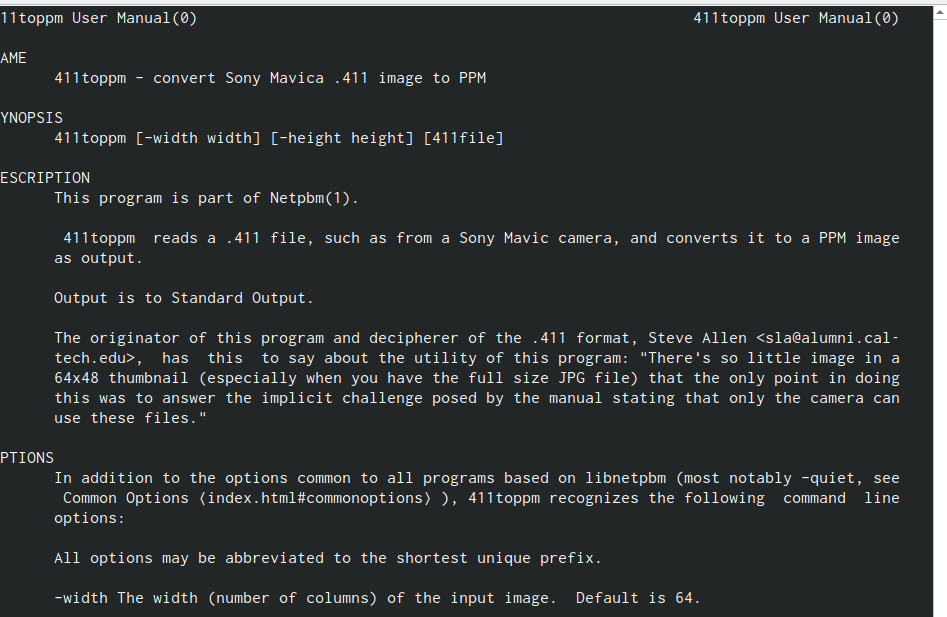 11toppm User Manual(0) 411toppm User Manual(0)
AME
411toppm - convert Sony Mavica .411 image to PPM
YNOPSIS
411toppm [-width width] [-height height] [411file]
ESCRIPTION
This program is part of Netpbm(1).
411toppm reads a .411 file, such as from a Sony Mavic camera, and converts it to a PPM image
as output.
Output is to Standard Output.
The originator of this program and decipherer of the .411 format, Steve Allen <sla@alumni.cal-
tech.edu>, has this to say about the utility of this program: "There's so little image in a
64x48 thumbnail (especially when you have the full size JPG file) that the only point in doing
this was to answer the implicit challenge posed by the manual stating that only the camera can
use these files."
PTIONS
In addition to the options common to all programs based on libnetpbm (most notably -quiet, see
Common Options ⟨index.html#commonoptions⟩ ), 411toppm recognizes the following command line
options:
All options may be abbreviated to the shortest unique prefix.
-width The width (number of columns) of the input image. Default is 64.